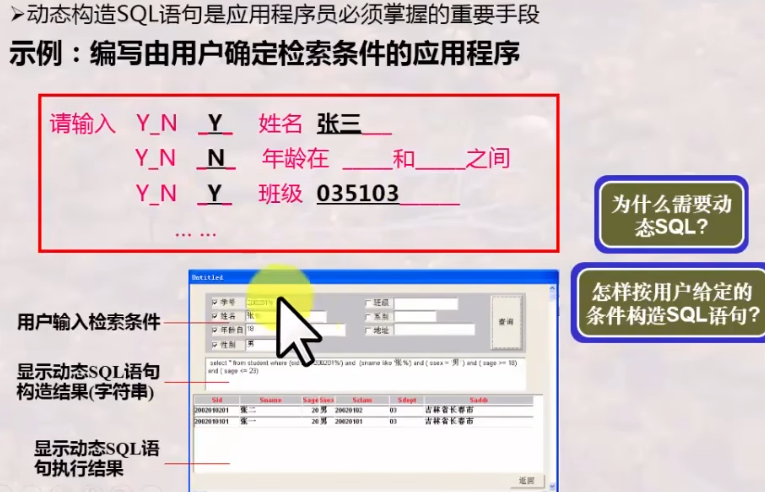 ➢动态构造SQL语句是应用程序员必须掌握的重要手段
示例：编写由用户确定检索条件的应用程序
请输入 Y_N _Y_ 姓名 张三___
Y_N _N_ 年龄在 ____和____之间
Y_N _Y_ 班级 035103_____
... ...
为什么需要动
态SQL?
怎样按用户给定的
条件构造SQL语句?
用户输入检索条件
显示动态SQL语句
构造结果(字符串)
显示动态SQL语
句执行结果
Untitled
学号 200201% 班级
姓名 张% 系别
年龄自 18 地址
性别 男
查询
select * from student where (sid 200201%') and (sname like '张%') and ( ssex = '男' ) and ( sage >= 18)
and ( sage <= 23)
Sid Sname Sage Ssex Sclass Sdept Saddr
2002010201 张二 20 男 20020102 03 吉林省长春市
2002010101 张一 20 男 20020101 03 吉林省长春市
返回